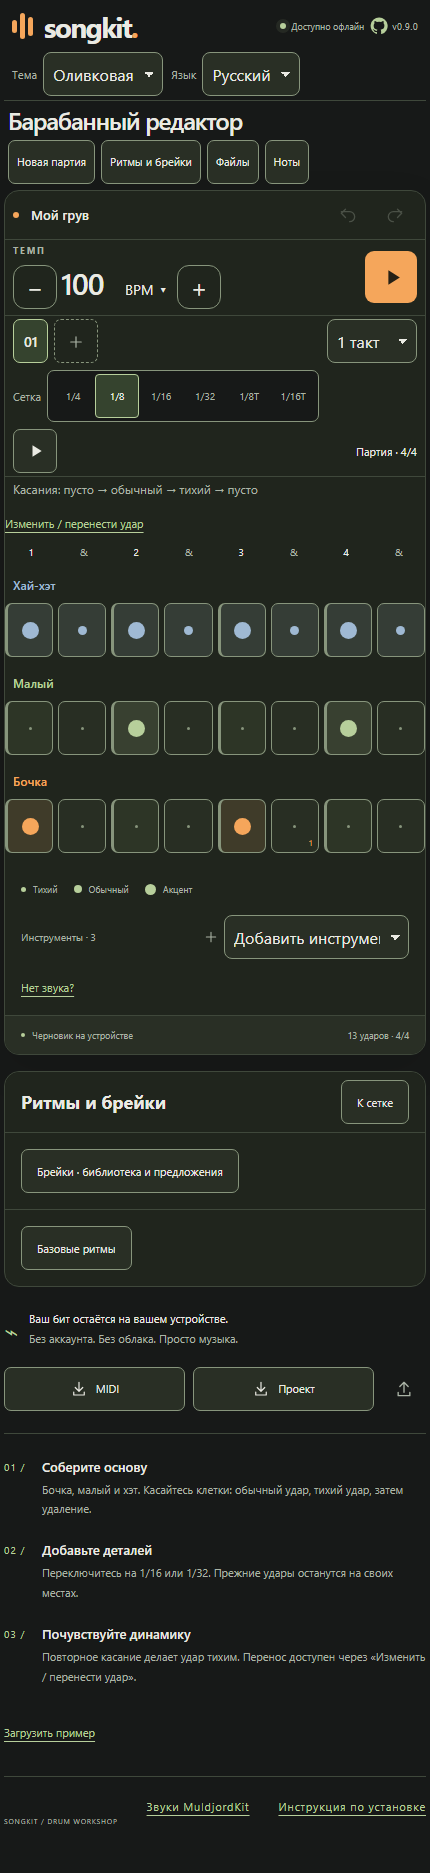 songkit.
Доступно офлайн v0.9.0
Тема Оливковая Язык Русский
Барабанный редактор
Новая партия Ритмы и брейки Файлы Ноты
Мой грув
ТЕМП
− 100 BPM +
01 + 1 такт
Сетка 1/4 1/8 1/16 1/32 1/8T 1/16T
Партия · 4/4
Касания: пусто → обычный → тихий → пусто
Изменить / перенести удар
1 & 2 & 3 & 4 &
Хай-хэт
Малый
Бочка
1
Тихий Обычный Акцент
Инструменты · 3 + Добавить инструмен
Нет звука?
Черновик на устройстве 13 ударов · 4/4
Ритмы и брейки К сетке
Брейки · библиотека и предложения
Базовые ритмы
Ваш бит остаётся на вашем устройстве.
Без аккаунта. Без облака. Просто музыка.
MIDI Проект
01 / Соберите основу
Бочка, малый и хэт. Касайтесь клетки: обычный удар, тихий удар, затем
удаление.
02 / Добавьте деталей
Переключитесь на 1/16 или 1/32. Прежние удары останутся на своих
местах.
03 / Почувствуйте динамику
Повторное касание делает удар тихим. Перенос доступен через «Изменить
/ перенести удар».
Загрузить пример
SONGKIT / DRUM WORKSHOP Звуки MuldjordKit Инструкция по установке